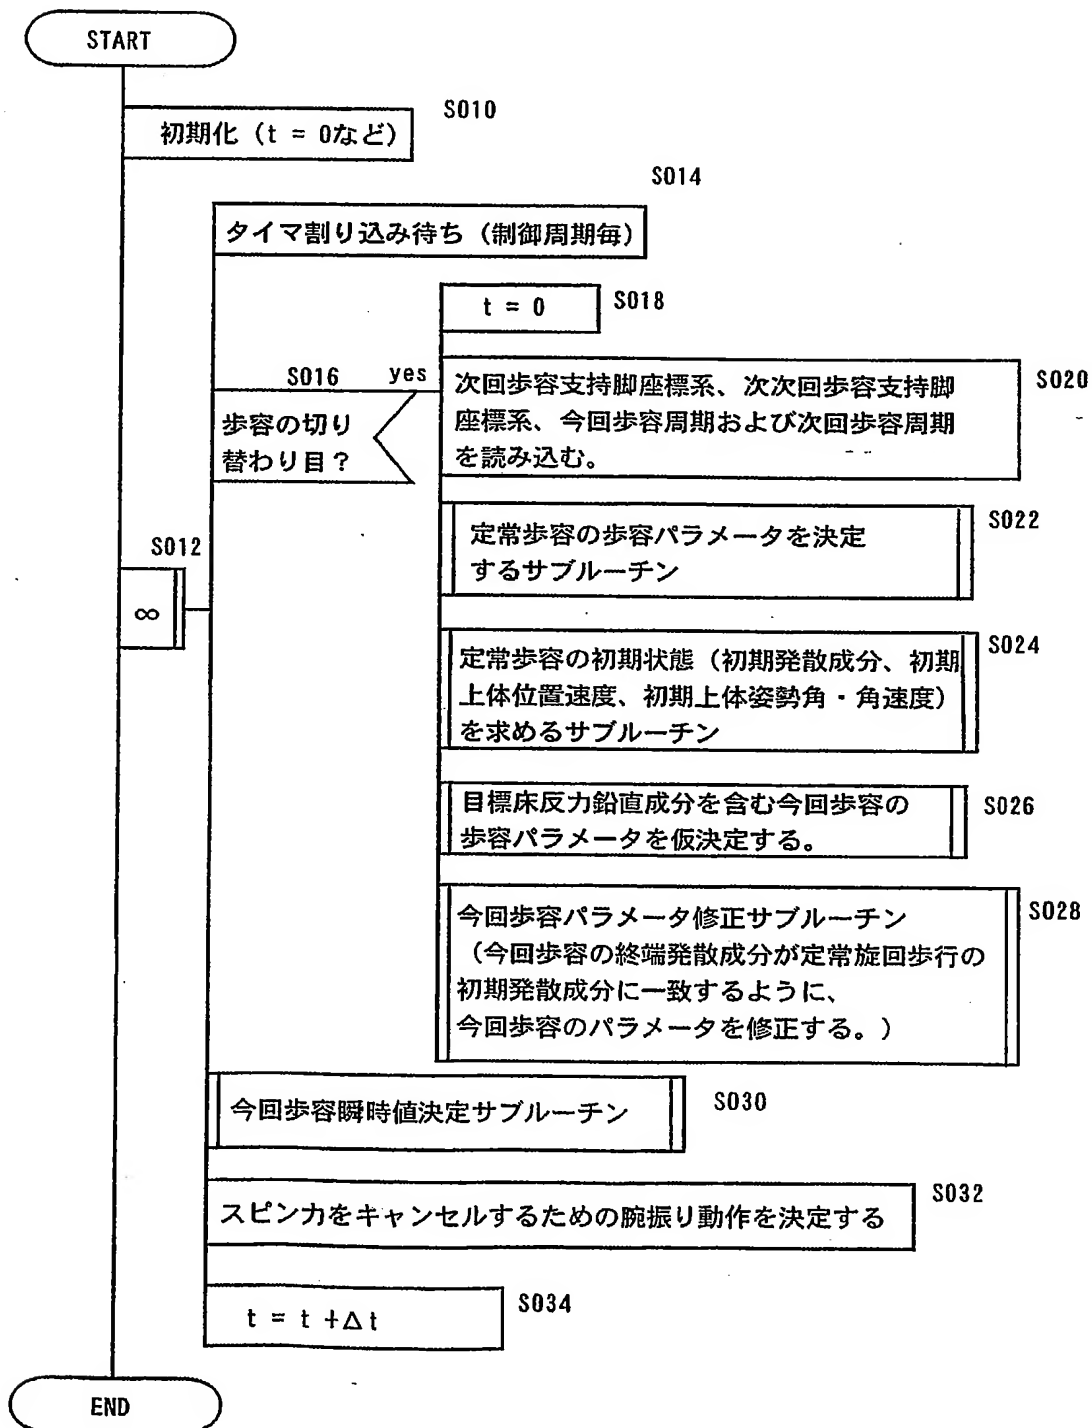 START
S010
初期化（t = 0など）
S014
タイマ割り込み待ち（制御周期毎）
t = 0
S018
S016
yes
歩容の切り
替わり目？
次回歩容支持脚座標系、次次回歩容支持脚
座標系、今回歩容周期および次回歩容周期
を読み込む。
S020
定常歩容の歩容パラメータを決定
するサブルーチン
S022
S012
∞
定常歩容の初期状態（初期発散成分、初期
上体位置速度、初期上体姿勢角・角速度）
を求めるサブルーチン
S024
目標床反力鉛直成分を含む今回歩容の
歩容パラメータを仮決定する。
S026
今回歩容パラメータ修正サブルーチン
（今回歩容の終端発散成分が定常旋回歩行の
初期発散成分に一致するように、
今回歩容のパラメータを修正する。）
S028
今回歩容瞬時値決定サブルーチン
S030
スピン力をキャンセルするための腕振り動作を決定する
S032
t = t +Δt
S034
END